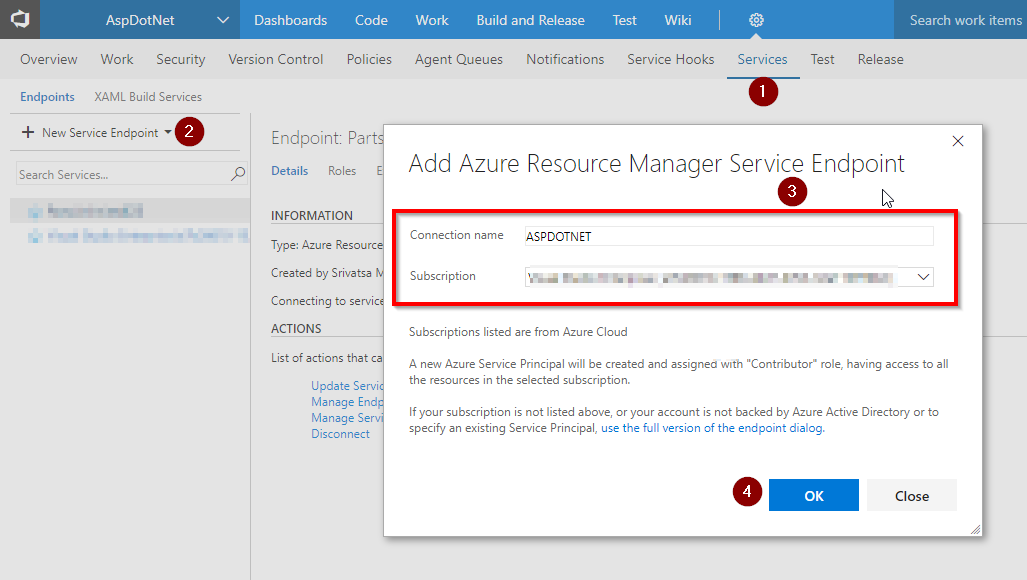 AspDotNet
Dashboards Code Work Build and Release Test Wiki
Search work items
Overview Work Security Version Control Policies Agent Queues Notifications Service Hooks Services Test Release
1
Endpoints XAML Build Services
New Service Endpoint 2
Search Services...
Endpoint: Parts
Details Roles E
INFORMATION
Type: Azure Resource
Created by Srivatsa M
Connecting to service
ACTIONS
List of actions that ca
Update Servic
Manage Endp
Manage Servi
Disconnect
Add Azure Resource Manager Service Endpoint
3
Connection name ASPDOTNET
Subscription
Subscriptions listed are from Azure Cloud
A new Azure Service Principal will be created and assigned with "Contributor" role, having access to all
the resources in the selected subscription.
If your subscription is not listed above, or your account is not backed by Azure Active Directory or to
specify an existing Service Principal, use the full version of the endpoint dialog.
4 OK Close